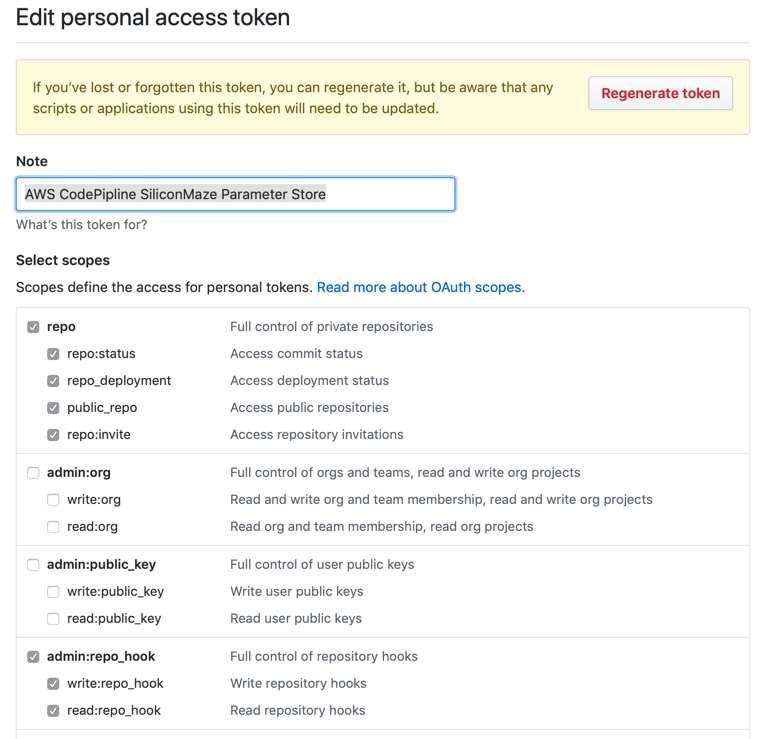 Edit personal access token
If you've lost or forgotten this token, you can regenerate it, but be aware that any
scripts or applications using this token will need to be updated.
Regenerate token
Note
AWS CodePipline SiliconMaze Parameter Store
What's this token for?
Select scopes
Scopes define the access for personal tokens. Read more about OAuth scopes.
repo Full control of private repositories
repo:status Access commit status
repo_deployment Access deployment status
public_repo Access public repositories
repo:invite Access repository invitations
admin:org Full control of orgs and teams, read and write org projects
write:org Read and write org and team membership, read and write org projects
read:org Read org and team membership, read org projects
admin:public_key Full control of user public keys
write:public_key Write user public keys
read:public_key Read user public keys
admin:repo_hook Full control of repository hooks
write:repo_hook Write repository hooks
read:repo_hook Read repository hooks